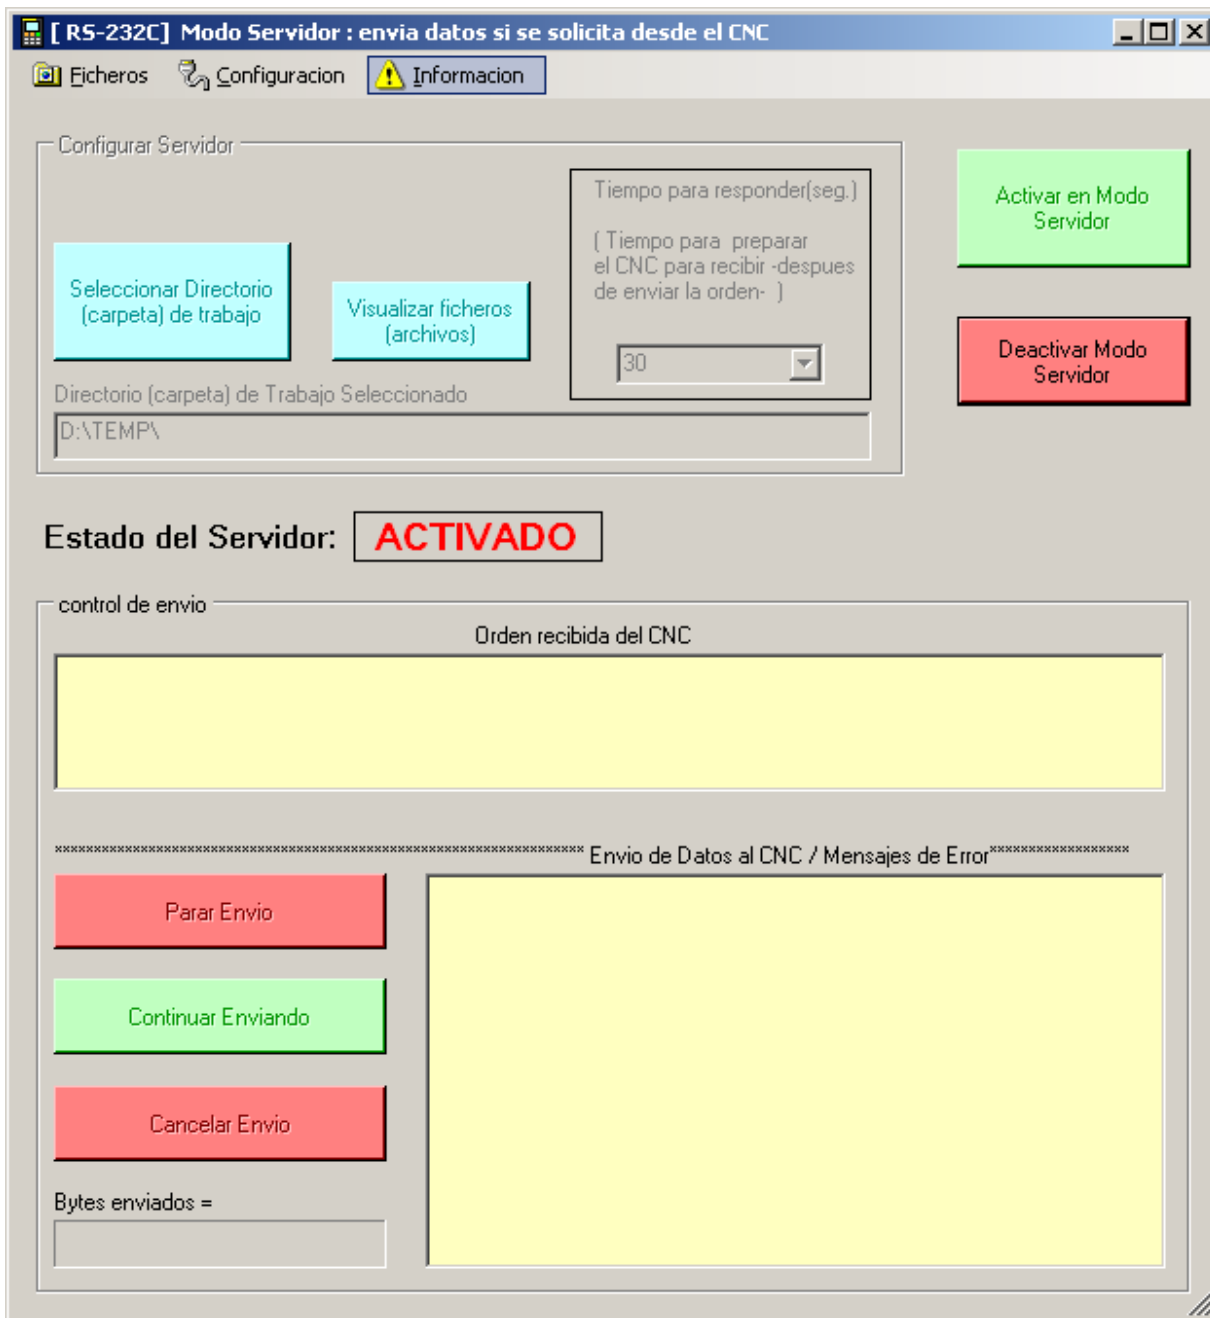 [ RS-232C] Modo Servidor : envia datos si se solicita desde el CNC
Ficheros Configuracion Informacion
Configurar Servidor
Seleccionar Directorio
(carpeta) de trabajo
Visualizar ficheros
(archivos)
Tiempo para responder(seg.)
( Tiempo para preparar
el CNC para recibir -despues
de enviar la orden- )
30
Directorio (carpeta) de Trabajo Seleccionado
D:\TEMP\
Activar en Modo
Servidor
Deactivar Modo
Servidor
Estado del Servidor: ACTIVADO
control de envio
Orden recibida del CNC
******************************************************************** Envio de Datos al CNC / Mensajes de Error******************
Parar Envio
Continuar Enviando
Cancelar Envio
Bytes enviados =